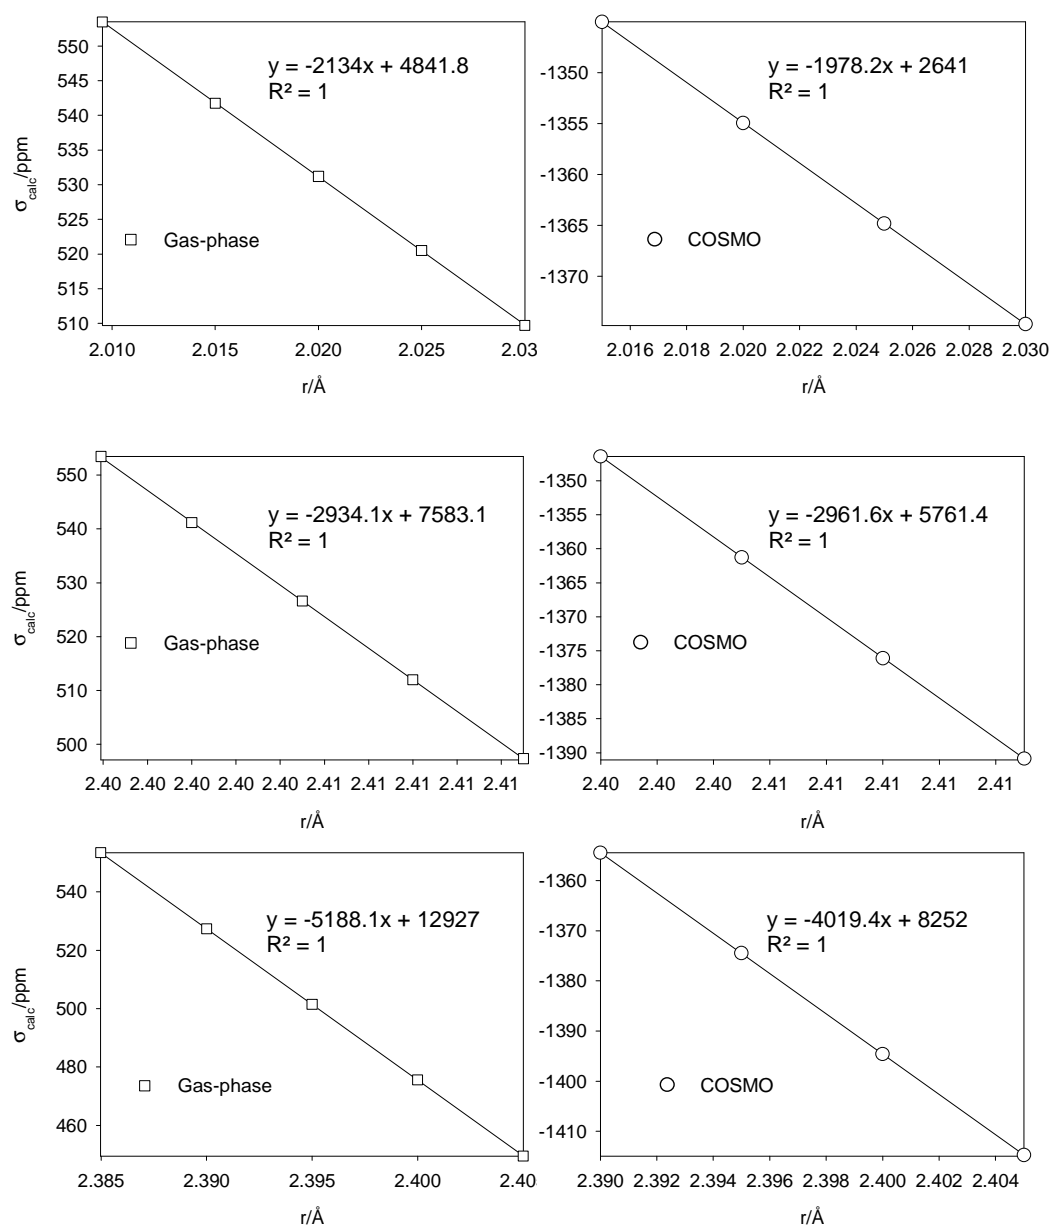 550
545
540
535
530
525
520
515
510
σcalc/ppm
y = -2134x + 4841.8
R² = 1
Gas-phase
2.010 2.015 2.020 2.025 2.03
r/Å
-1350
-1355
-1360
-1365
-1370
y = -1978.2x + 2641
R² = 1
COSMO
2.016 2.018 2.020 2.022 2.024 2.026 2.028 2.030
r/Å
550
540
530
520
510
500
σcalc/ppm
y = -2934.1x + 7583.1
R² = 1
Gas-phase
2.40 2.40 2.40 2.40 2.40 2.41 2.41 2.41 2.41 2.41
r/Å
-1350
-1355
-1360
-1365
-1370
-1375
-1380
-1385
-1390
y = -2961.6x + 5761.4
R² = 1
COSMO
2.40 2.40 2.40 2.41 2.41 2.41 2.41 2.41
r/Å
540
520
500
480
460
σcalc/ppm
y = -5188.1x + 12927
R² = 1
Gas-phase
2.385 2.390 2.395 2.400 2.40
r/Å
-1360
-1370
-1380
-1390
-1400
-1410
y = -4019.4x + 8252
R² = 1
COSMO
2.390 2.392 2.394 2.396 2.398 2.400 2.402 2.404
r/Å